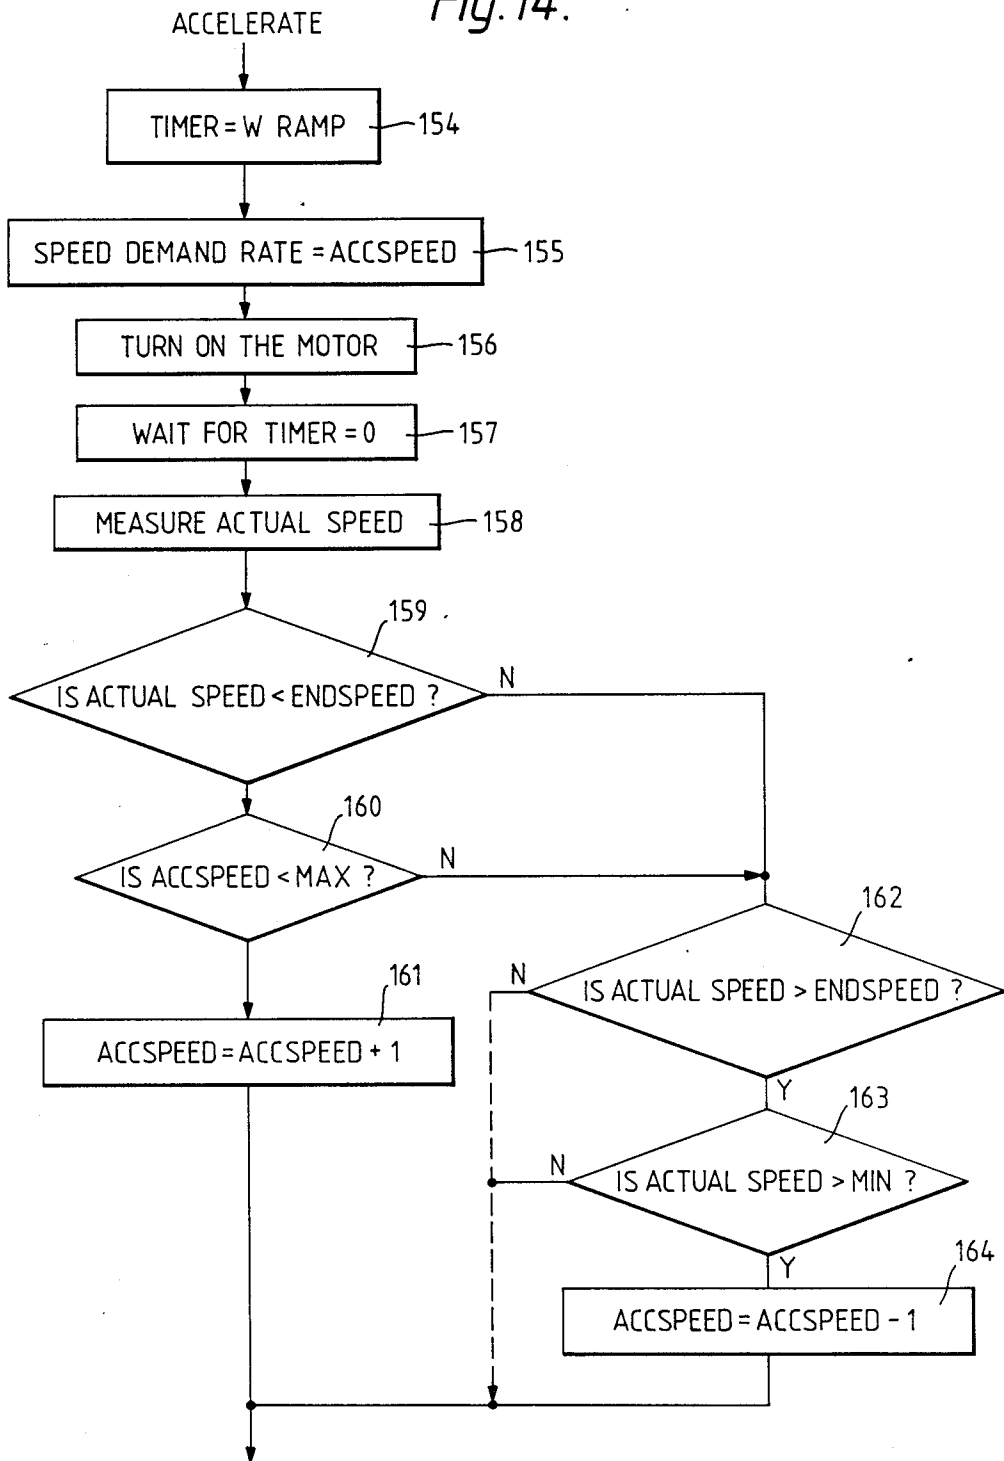 Fig. 14.
ACCELERATE
TIMER = W RAMP
154
SPEED DEMAND RATE = ACCSPEED
155
TURN ON THE MOTOR
156
WAIT FOR TIMER = 0
157
MEASURE ACTUAL SPEED
158
159
IS ACTUAL SPEED < ENDSPEED ?
N
160
IS ACCSPEED < MAX ?
N
162
IS ACTUAL SPEED > ENDSPEED ?
N
Y
161
ACCSPEED = ACCSPEED + 1
163
IS ACTUAL SPEED > MIN ?
N
Y
164
ACCSPEED = ACCSPEED - 1